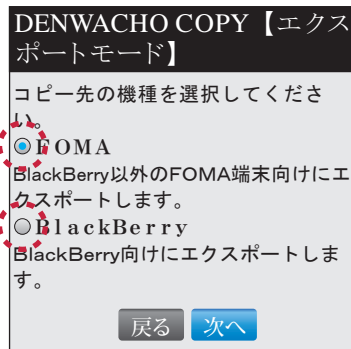 DENWACHO COPY【エクス
ポートモード】
コピー先の機種を選択してくださ
い。
FOMA
BlackBerry以外のFOMA端末向けにエ
クスポートします。
BlackBerry
BlackBerry向けにエクスポートしま
す。
戻る 次へ